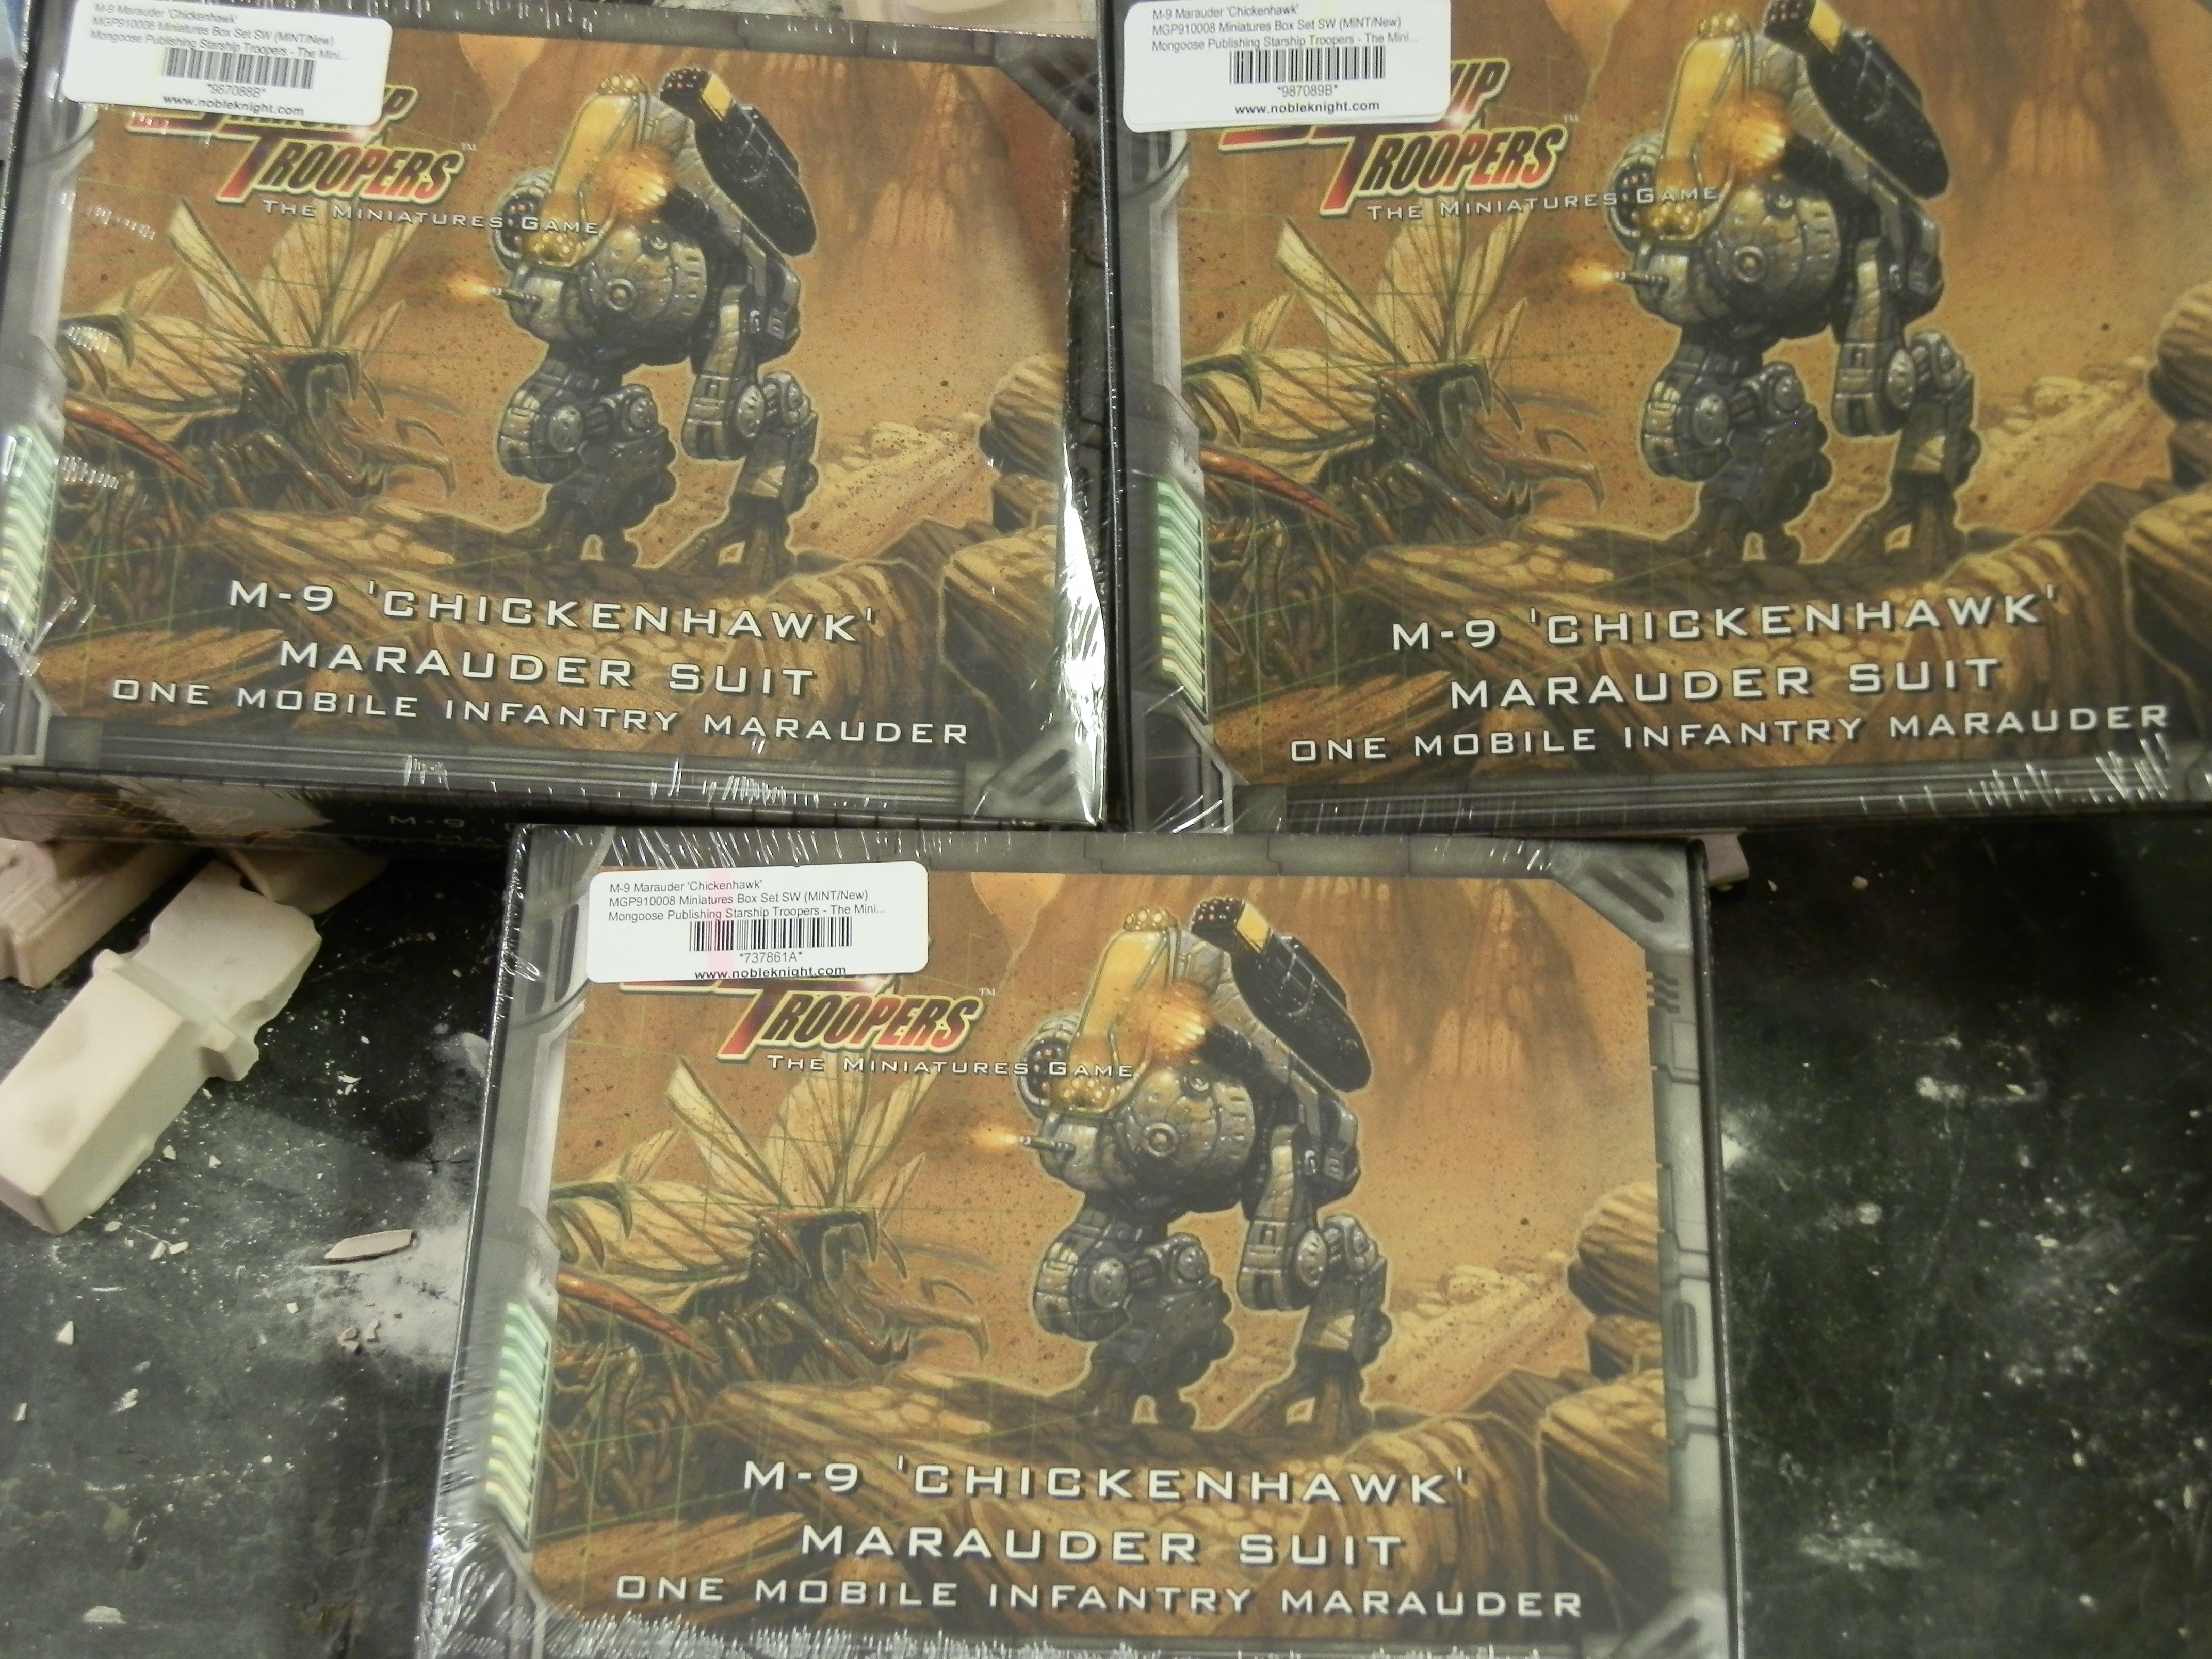 M-9 Marauder 'Chickenhawk'
MGP910008 Miniatures Box Set SW (MINT/New)
Mongoose Publishing Starship Troopers - The Mini...
*987088B*
www.nobleknight.com
TROOPERS™
THE MINIATURES GAME
M-9 'CHICKENHAWK'
MARAUDER SUIT
ONE MOBILE INFANTRY MARAUDER
M-9
M-9 Marauder 'Chickenhawk'
MGP910008 Miniatures Box Set SW (MINT/New)
Mongoose Publishing Starship Troopers - The Mini...
*987089B*
www.nobleknight.com
TROOPERS™
THE MINIATURES GAME
M-9 'CHICKENHAWK'
MARAUDER SUIT
ONE MOBILE INFANTRY MARAUDER
M-9 Marauder 'Chickenhawk'
MGP910008 Miniatures Box Set SW (MINT/New)
Mongoose Publishing Starship Troopers - The Mini...
*737861A*
www.nobleknight.com
TROOPERS™
THE MINIATURES GAME
M-9 'CHICKENHAWK'
MARAUDER SUIT
ONE MOBILE INFANTRY MARAUDER